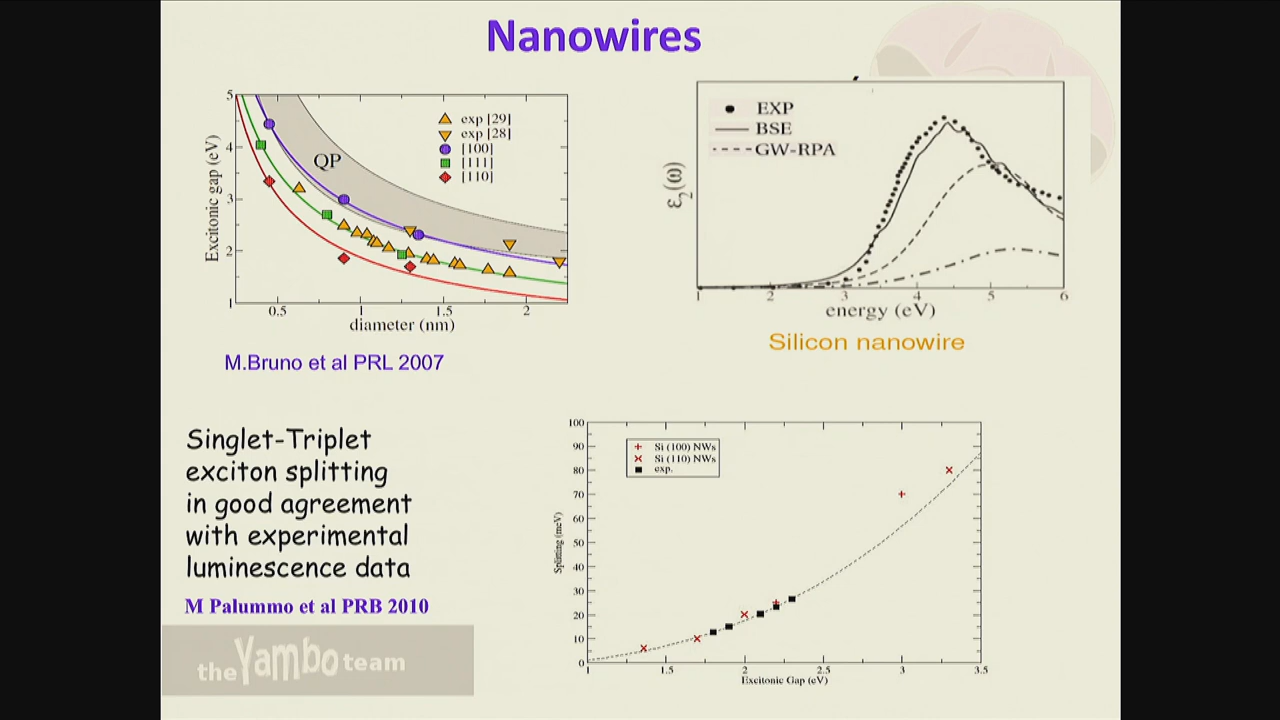 Nanowires
5
4
3
2
1
Excitonic gap (eV)
QP
exp [29]
exp [28]
[100]
[111]
[110]
0.5
1
1.5
2
diameter (nm)
M.Bruno et al PRL 2007
EXP
BSE
GW-RPA
ε2(ω)
1
2
3
4
5
6
energy (eV)
Silicon nanowire
Singlet-Triplet
exciton splitting
in good agreement
with experimental
luminescence data
M Palummo et al PRB 2010
the Yambo team
100
90
80
70
60
50
40
30
20
10
0
Splitting (meV)
Si (100) NWs
Si (110) NWs
exp.
1
1.5
2
2.5
3
3.5
Excitonic Gap (eV)